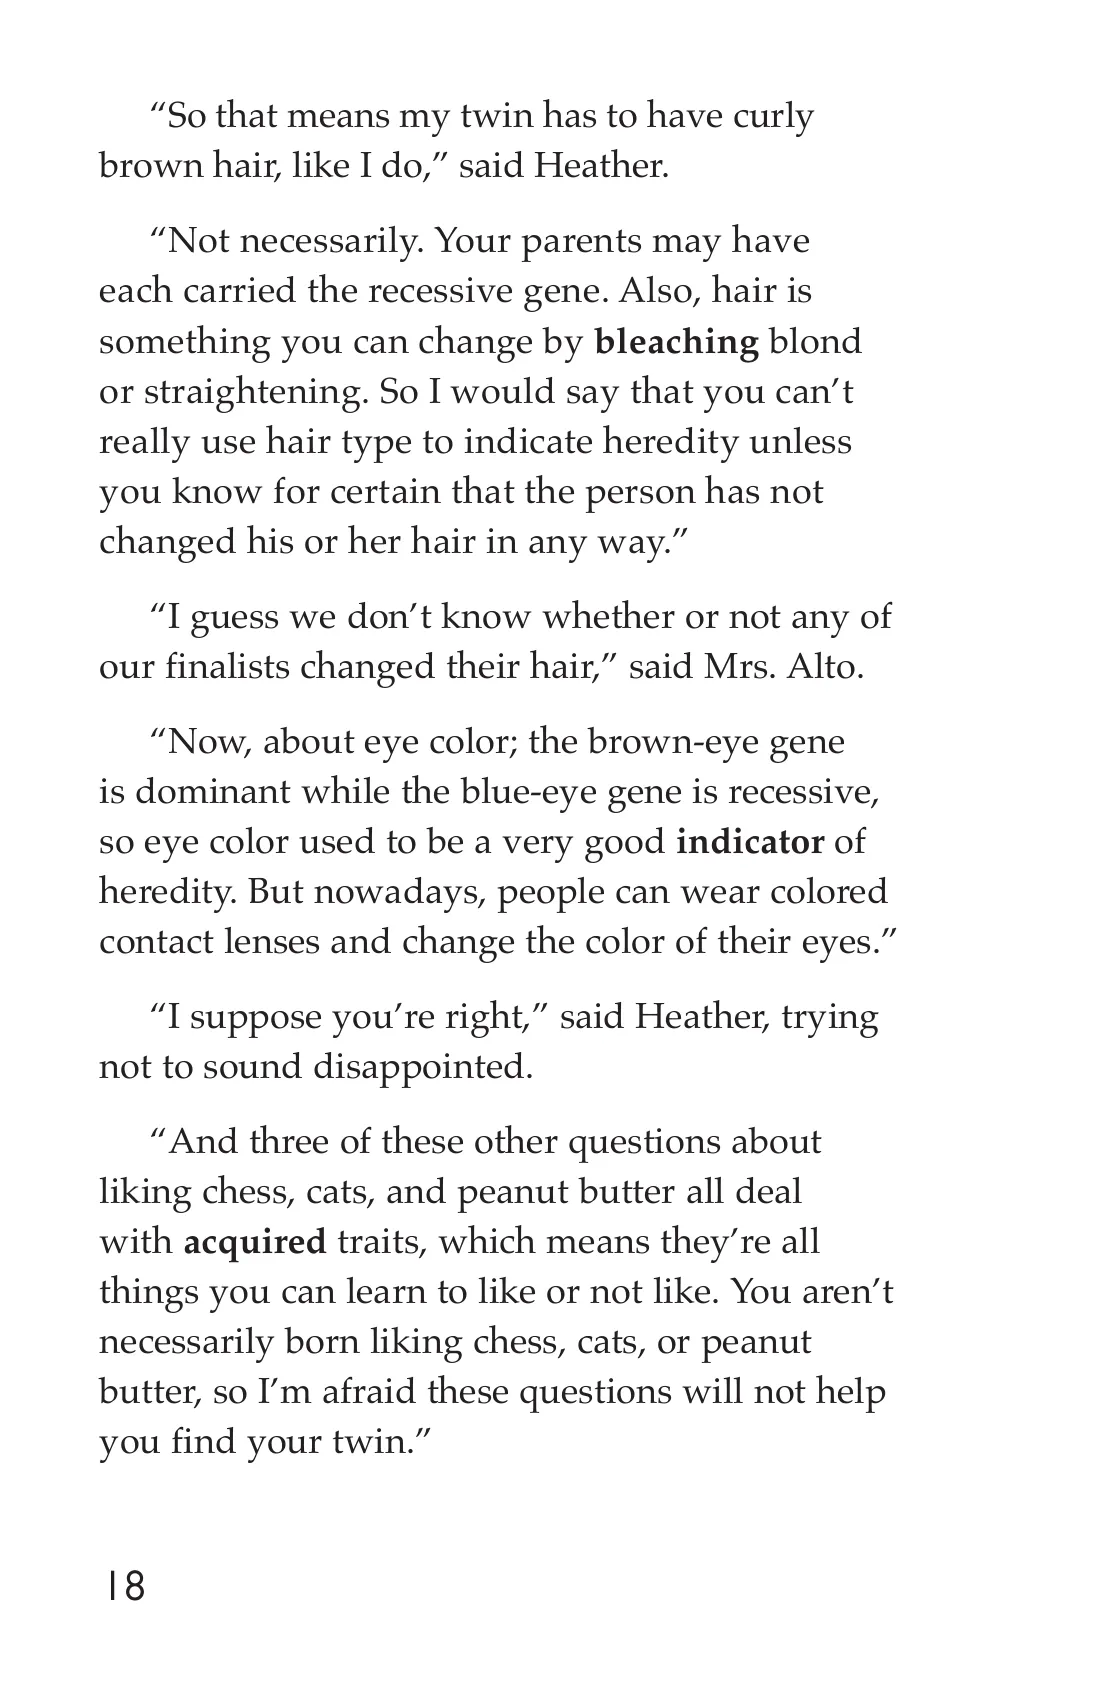 “So that means my twin has to have curly
brown hair, like I do,” said Heather.
“Not necessarily. Your parents may have
each carried the recessive gene. Also, hair is
something you can change by bleaching blond
or straightening. So I would say that you can’t
really use hair type to indicate heredity unless
you know for certain that the person has not
changed his or her hair in any way.”
“I guess we don’t know whether or not any of
our finalists changed their hair,” said Mrs. Alto.
“Now, about eye color; the brown-eye gene
is dominant while the blue-eye gene is recessive,
so eye color used to be a very good indicator of
heredity. But nowadays, people can wear colored
contact lenses and change the color of their eyes.”
“I suppose you’re right,” said Heather, trying
not to sound disappointed.
“And three of these other questions about
liking chess, cats, and peanut butter all deal
with acquired traits, which means they’re all
things you can learn to like or not like. You aren’t
necessarily born liking chess, cats, or peanut
butter, so I’m afraid these questions will not help
you find your twin.”
18